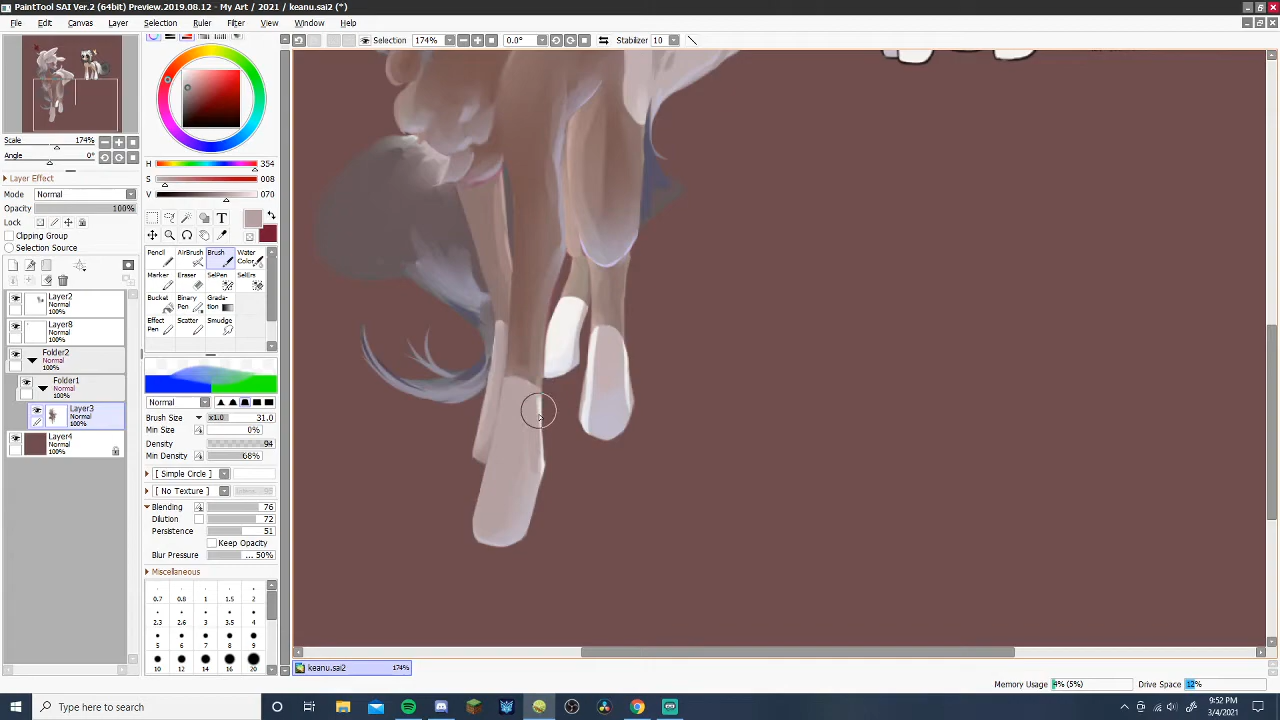 PaintTool SAI Ver.2 (64bit) Preview.2019.08.12 - My Art / 2021 / keanu.sai2 (*)
File Edit Canvas Layer Selection Ruler Filter View Window Help
Selection 174% 0.0° Stabilizer 10
Scale 174%
Angle 0°
Layer Effect
Mode Normal
Opacity 100%
Lock
Clipping Group
Selection Source
Layer2
Normal
100%
Layer8
Normal
100%
Folder2
Normal
100%
Folder1
Normal
100%
Layer3
Normal
100%
Layer4
Normal
100%
H 354
S 008
V 070
T
Pencil AirBrush Brush Water Color
Marker Eraser SelPen SelErs
Bucket Binary Pen Grada-tion
Effect Pen Scatter Smudge
Normal
Brush Size x1.0 31.0
Min Size 0%
Density 94
Min Density 68%
[ Simple Circle ]
[ No Texture ]
Blending 76
Dilution 72
Persistence 51
Keep Opacity
Blur Pressure ... 50%
Miscellaneous
0.7 0.8 1 1.5 2
2.3 2.6 3 3.5 4
5 6 7 8 9
10 12 14 16 20
keanu.sai2 174%
Memory Usage 4% (5%) Drive Space 12%
Type here to search
9:52 PM
3/4/2021